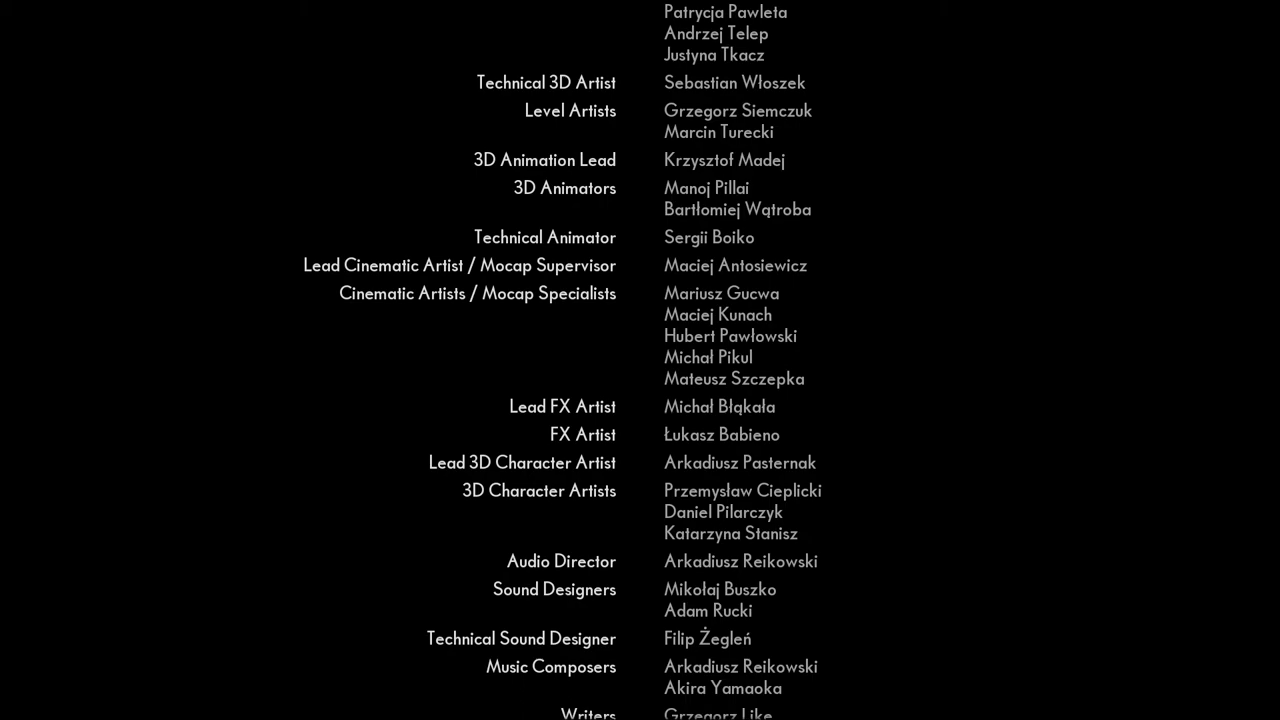 Patrycja Pawleta
Andrzej Telep
Justyna Tkacz
Technical 3D Artist Sebastian Włoszek
Level Artists Grzegorz Siemczuk
Marcin Turecki
3D Animation Lead Krzysztof Madej
3D Animators Manoj Pillai
Bartłomiej Wątroba
Technical Animator Sergii Boiko
Lead Cinematic Artist / Mocap Supervisor Maciej Antosiewicz
Cinematic Artists / Mocap Specialists Mariusz Gucwa
Maciej Kunach
Hubert Pawłowski
Michał Pikul
Mateusz Szczepka
Lead FX Artist Michał Błąkała
FX Artist Łukasz Babieno
Lead 3D Character Artist Arkadiusz Pasternak
3D Character Artists Przemysław Cieplicki
Daniel Pilarczyk
Katarzyna Stanisz
Audio Director Arkadiusz Reikowski
Sound Designers Mikołaj Buszko
Adam Rucki
Technical Sound Designer Filip Żegleń
Music Composers Arkadiusz Reikowski
Akira Yamaoka
Writers Grzegorz Like